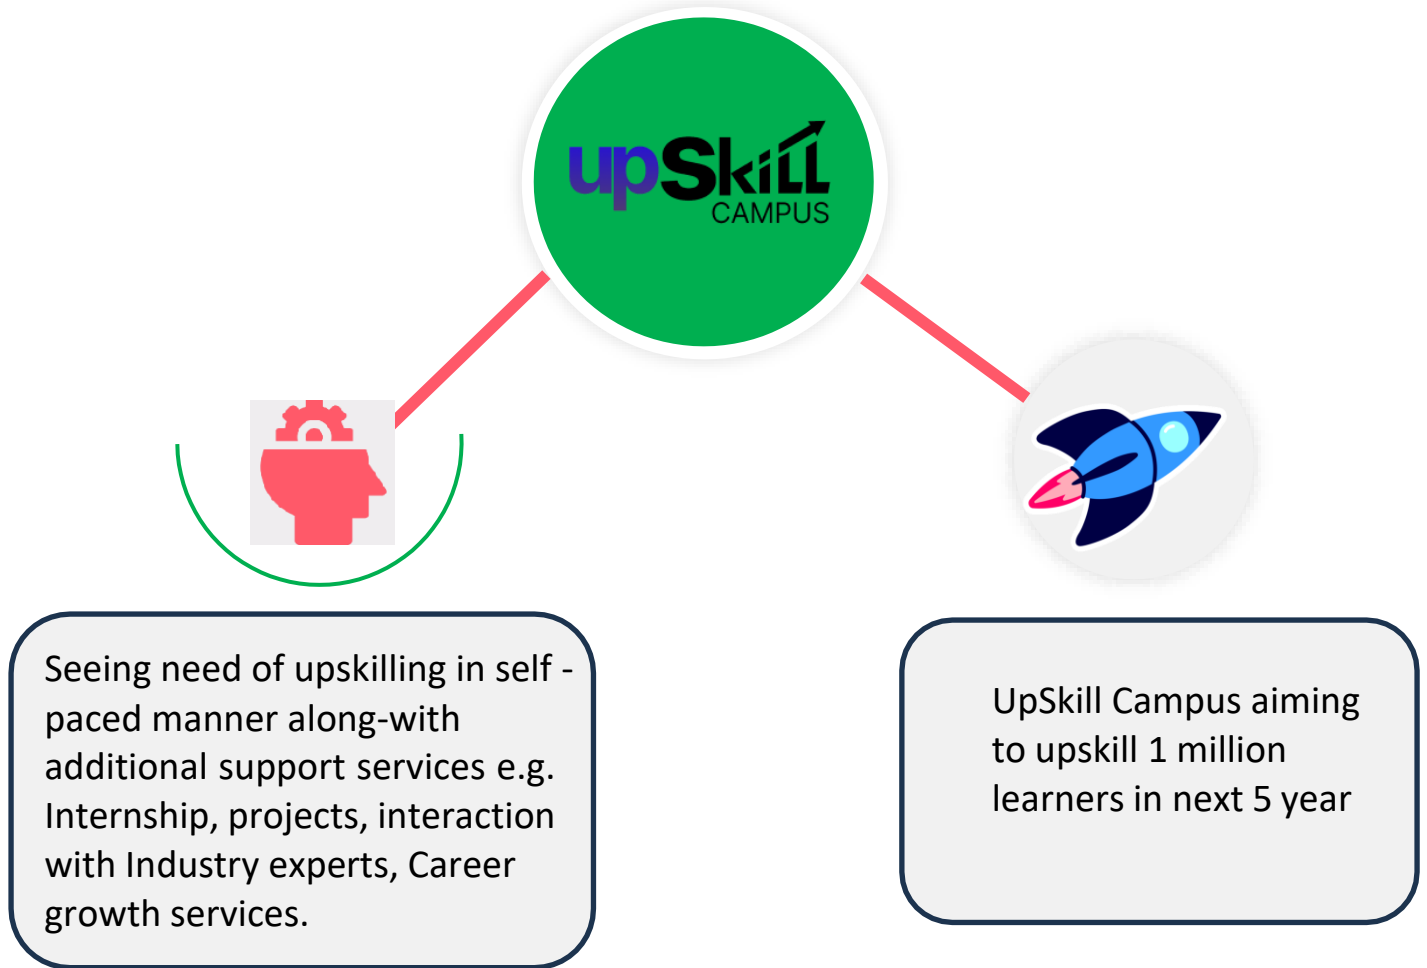 upSkill
CAMPUS
Seeing need of upskilling in self -
paced manner along-with
additional support services e.g.
Internship, projects, interaction
with Industry experts, Career
growth services.
UpSkill Campus aiming
to upskill 1 million
learners in next 5 year